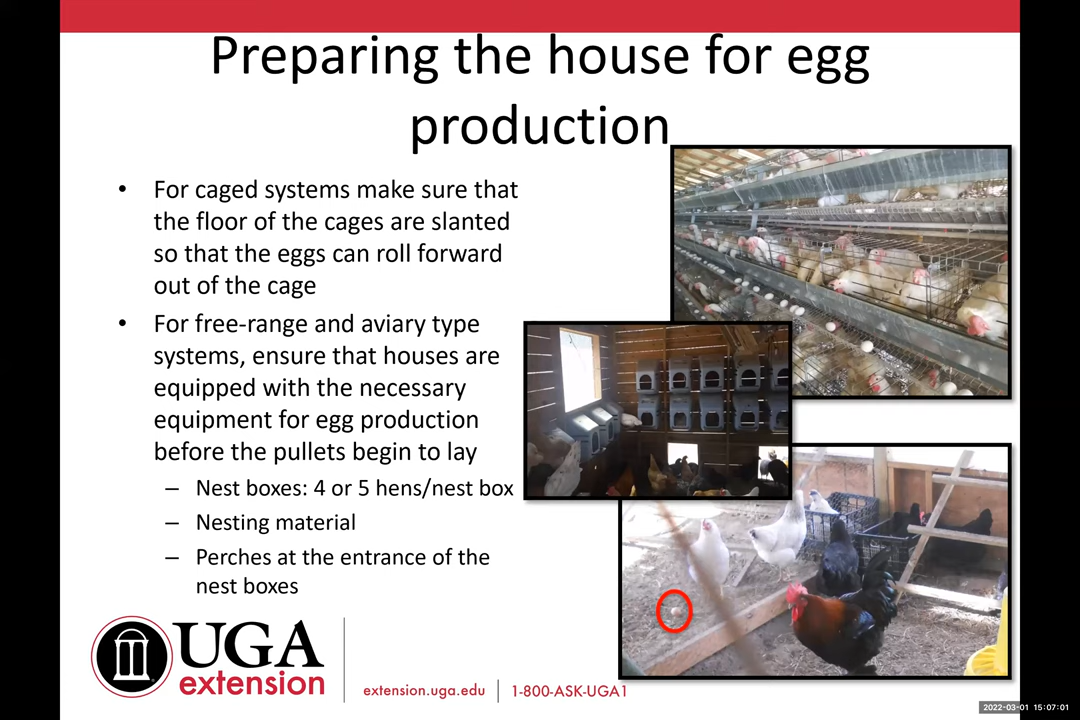 Preparing the house for egg
production
• For caged systems make sure that
the floor of the cages are slanted
so that the eggs can roll forward
out of the cage
• For free-range and aviary type
systems, ensure that houses are
equipped with the necessary
equipment for egg production
before the pullets begin to lay
– Nest boxes: 4 or 5 hens/nest box
– Nesting material
– Perches at the entrance of the
nest boxes
UGA
extension
extension.uga.edu | 1-800-ASK-UGA1
2022-03-01 15:07:01